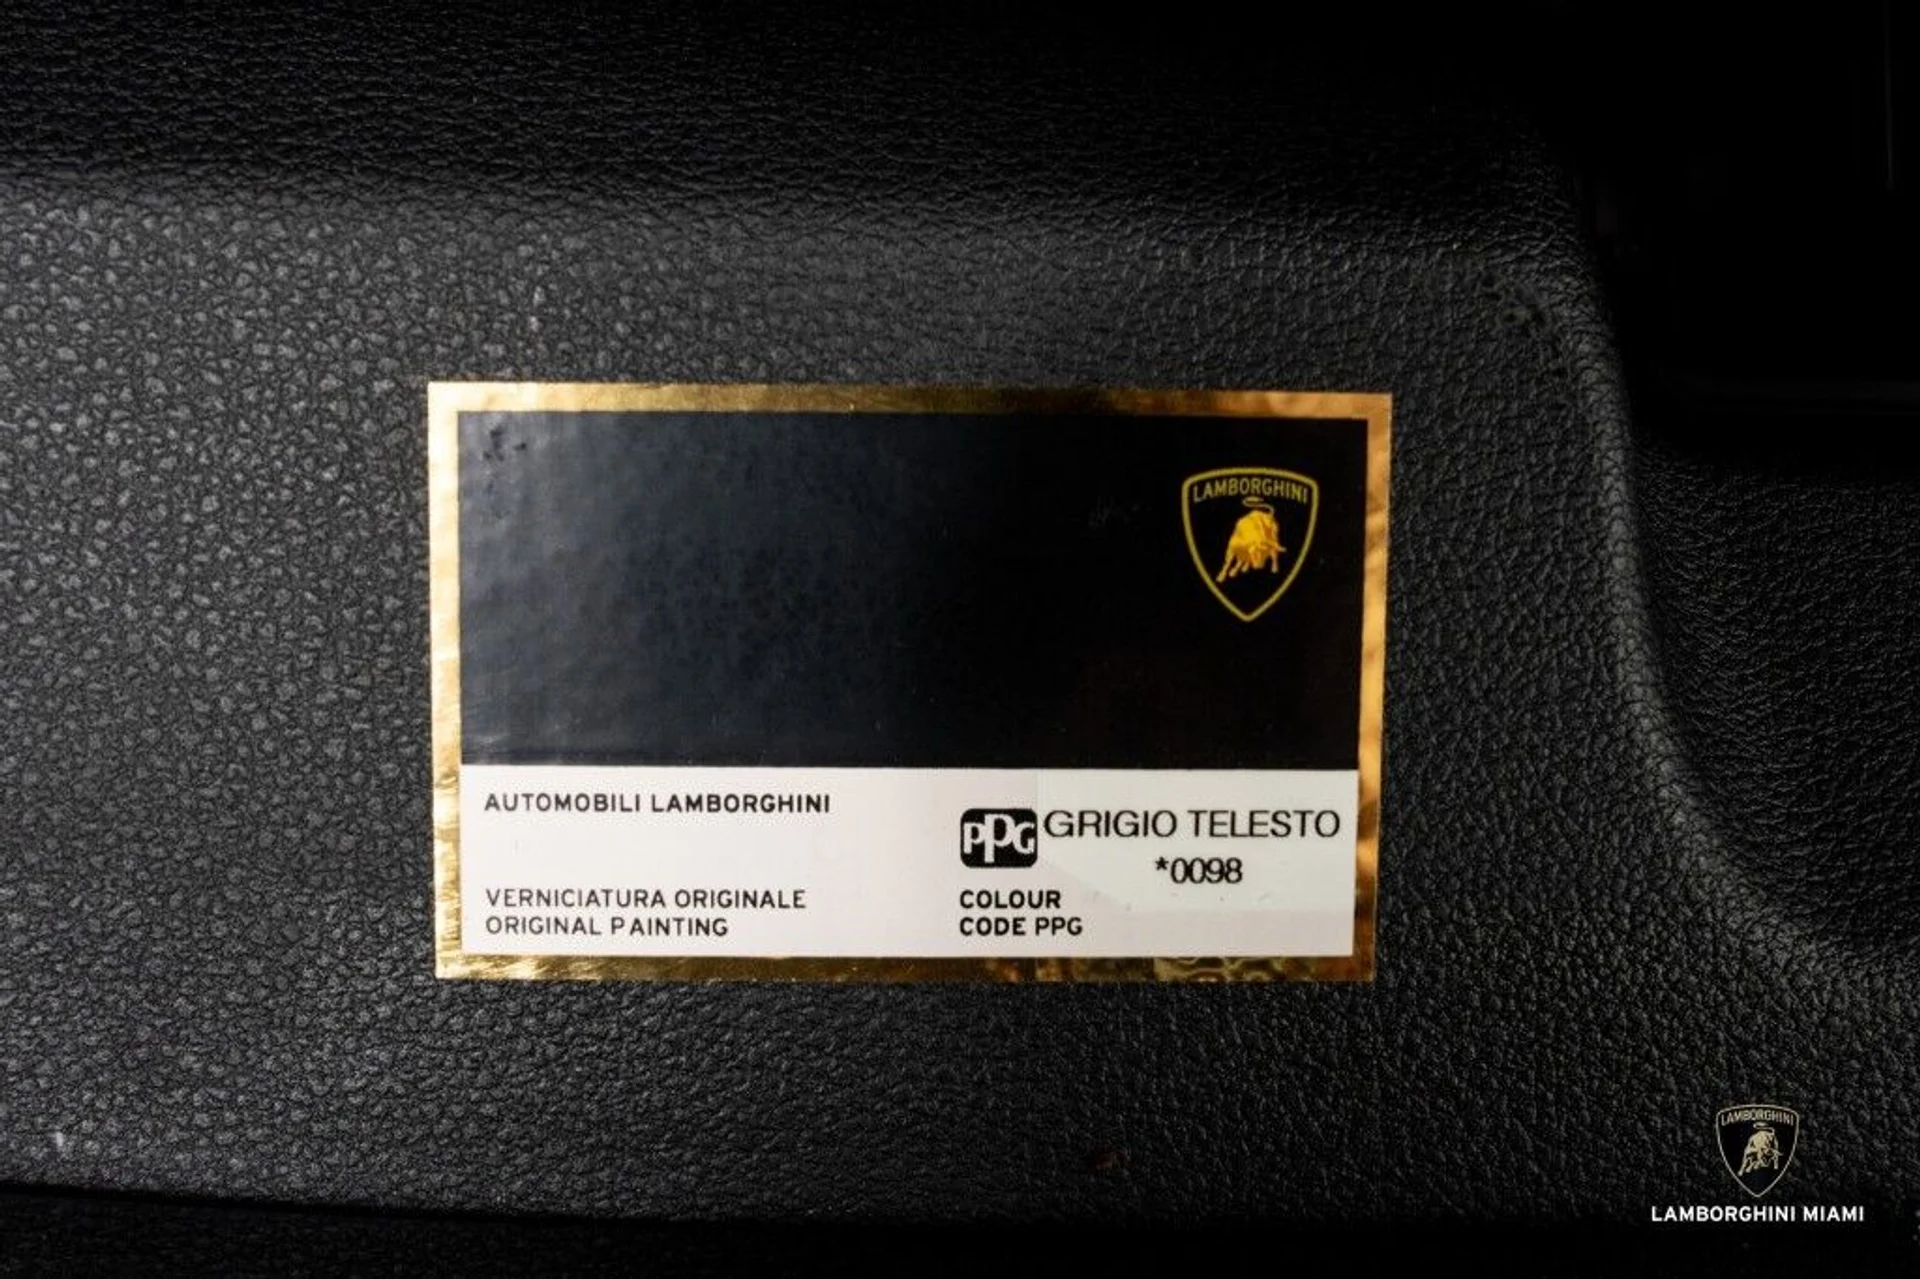 LAMBORGHINI
AUTOMOBILI LAMBORGHINI
PPG GRIGIO TELESTO
*0098
VERNICIATURA ORIGINALE
ORIGINAL PAINTING
COLOUR
CODE PPG
LAMBORGHINI
LAMBORGHINI MIAMI